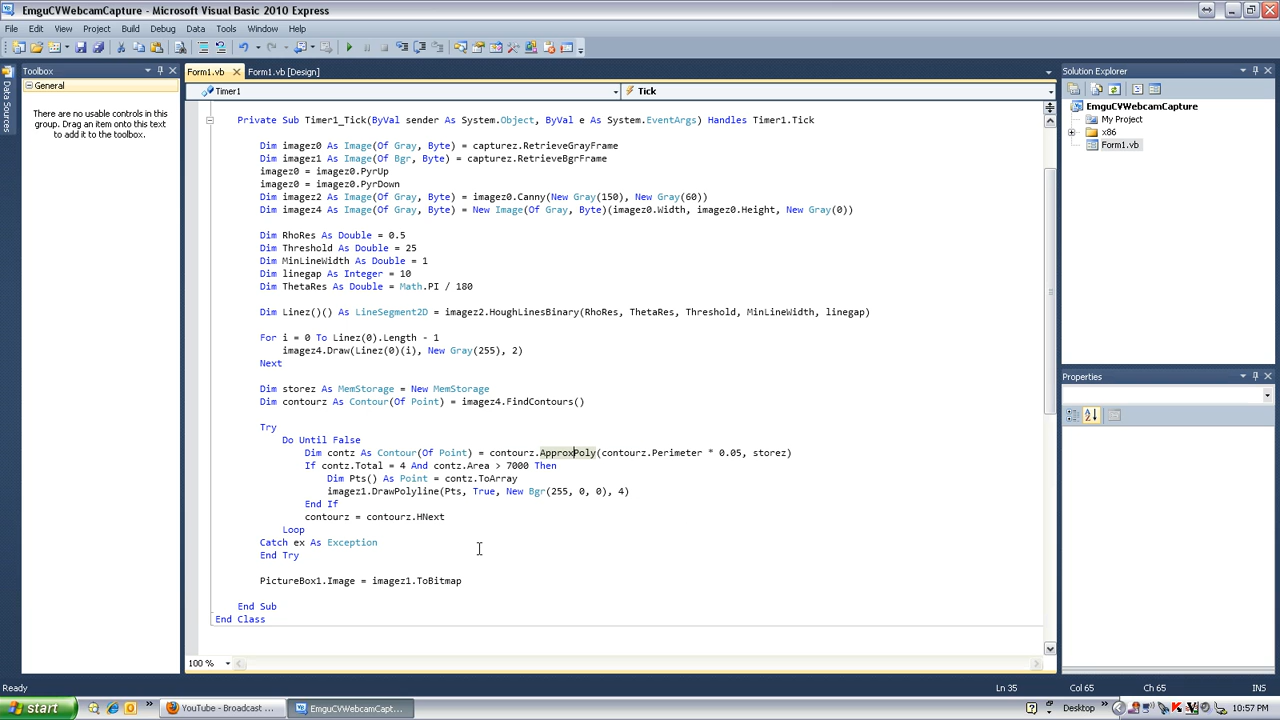 EmguCVWebcamCapture - Microsoft Visual Basic 2010 Express
File Edit View Project Build Debug Data Tools Window Help
Toolbox
General
There are no usable controls in this
group. Drag an item onto this text
to add it to the toolbox.
Data Sources
Form1.vb Form1.vb [Design]
Timer1 Tick
Private Sub Timer1_Tick(ByVal sender As System.Object, ByVal e As System.EventArgs) Handles Timer1.Tick
Dim imagez0 As Image(Of Gray, Byte) = capturez.RetrieveGrayFrame
Dim imagez1 As Image(Of Bgr, Byte) = capturez.RetrieveBgrFrame
imagez0 = imagez0.PyrUp
imagez0 = imagez0.PyrDown
Dim imagez2 As Image(Of Gray, Byte) = imagez0.Canny(New Gray(150), New Gray(60))
Dim imagez4 As Image(Of Gray, Byte) = New Image(Of Gray, Byte)(imagez0.Width, imagez0.Height, New Gray(0))
Dim RhoRes As Double = 0.5
Dim Threshold As Double = 25
Dim MinLineWidth As Double = 1
Dim linegap As Integer = 10
Dim ThetaRes As Double = Math.PI / 180
Dim Linez()() As LineSegment2D = imagez2.HoughLinesBinary(RhoRes, ThetaRes, Threshold, MinLineWidth, linegap)
For i = 0 To Linez(0).Length - 1
imagez4.Draw(Linez(0)(i), New Gray(255), 2)
Next
Dim storez As MemStorage = New MemStorage
Dim contourz As Contour(Of Point) = imagez4.FindContours()
Try
Do Until False
Dim contz As Contour(Of Point) = contourz.ApproxPoly(contourz.Perimeter * 0.05, storez)
If contz.Total = 4 And contz.Area > 7000 Then
Dim Pts() As Point = contz.ToArray
imagez1.DrawPolyline(Pts, True, New Bgr(255, 0, 0), 4)
End If
contourz = contourz.HNext
Loop
Catch ex As Exception
End Try
PictureBox1.Image = imagez1.ToBitmap
End Sub
End Class
100 %
Solution Explorer
EmguCVWebcamCapture
My Project
x86
Form1.vb
Properties
Ready Ln 35 Col 65 Ch 65 INS
start YouTube - Broadcast ... EmguCVWebcamCapt... Desktop 10:57 PM